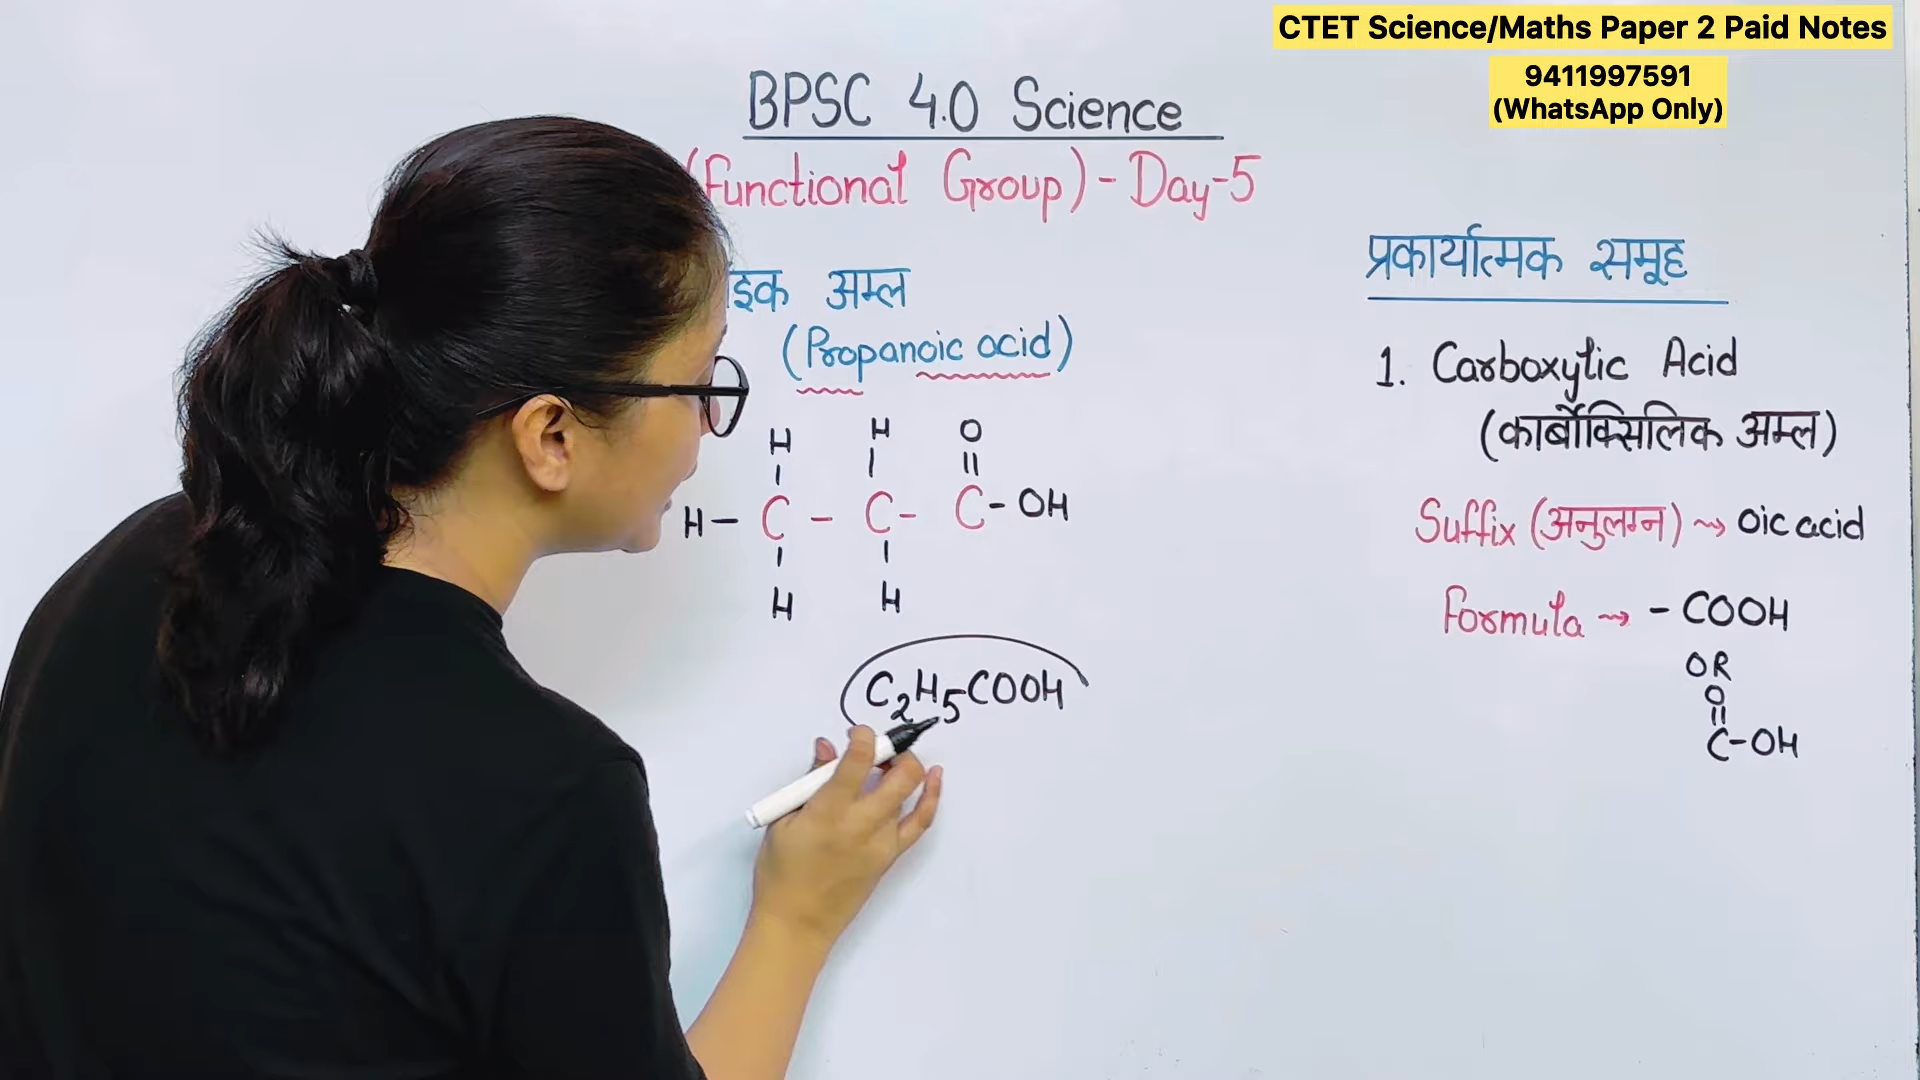 CTET Science/Maths Paper 2 Paid Notes
9411997591
(WhatsApp Only)
BPSC 4.0 Science
(Functional Group) - Day-5
अम्ल
(Propanoic acid)
H H O
H - C - C - C - OH
H H
C2H5COOH
प्रकार्यात्मक समूह
1. Carboxylic Acid
(कार्बोक्सिलिक अम्ल)
Suffix (अनुलग्न) ⇝ oic acid
Formula ⇝ - COOH
OR
O
C-OH